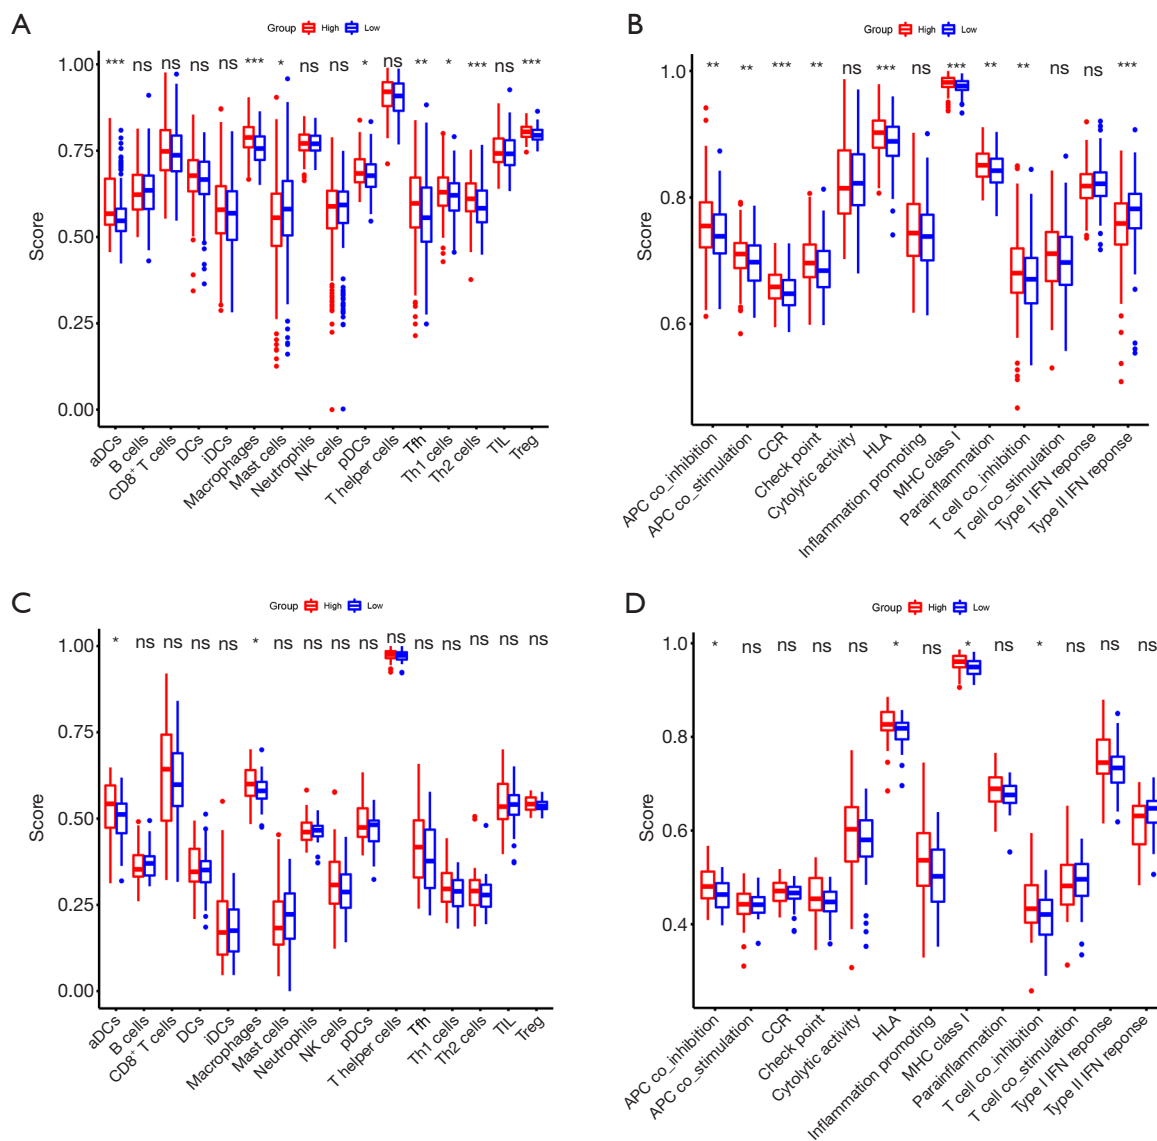 A
Group High Low
*** ns ns ns ns *** * ns ns * ns ** * *** ns ***
Score
1.00
0.75
0.50
0.25
0.00
aDCs
B cells
CD8⁺ T cells
DCs
iDCs
Macrophages
Mast cells
Neutrophils
NK cells
pDCs
T helper cells
Tfh
Th1 cells
Th2 cells
TIL
Treg
B
Group High Low
** ** *** ** ns *** ns *** ** ** ns ns ***
Score
1.0
0.8
0.6
APC co_inhibition
APC co_stimulation
CCR
Check point
Cytolytic activity
HLA
Inflammation promoting
MHC class I
Parainflammation
T cell co_inhibition
T cell co_stimulation
Type I IFN reponse
Type II IFN reponse
C
Group High Low
* ns ns ns ns * ns ns ns ns ns ns ns ns ns ns
Score
1.00
0.75
0.50
0.25
0.00
aDCs
B cells
CD8⁺ T cells
DCs
iDCs
Macrophages
Mast cells
Neutrophils
NK cells
pDCs
T helper cells
Tfh
Th1 cells
Th2 cells
TIL
Treg
D
Group High Low
* ns ns ns ns * ns * ns * ns ns ns
Score
1.0
0.8
0.6
0.4
APC co_inhibition
APC co_stimulation
CCR
Check point
Cytolytic activity
HLA
Inflammation promoting
MHC class I
Parainflammation
T cell co_inhibition
T cell co_stimulation
Type I IFN reponse
Type II IFN reponse